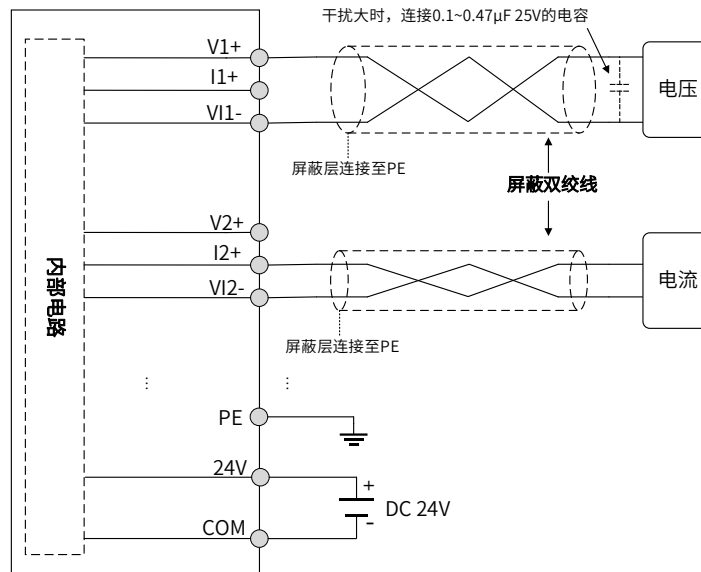 干扰大时，连接0.1~0.47μF 25V的电容
V1+
I1+
VI1-
电压
屏蔽层连接至PE
屏蔽双绞线
V2+
I2+
VI2-
电流
内部电路
屏蔽层连接至PE
...
...
PE
24V
+
DC 24V
-
COM